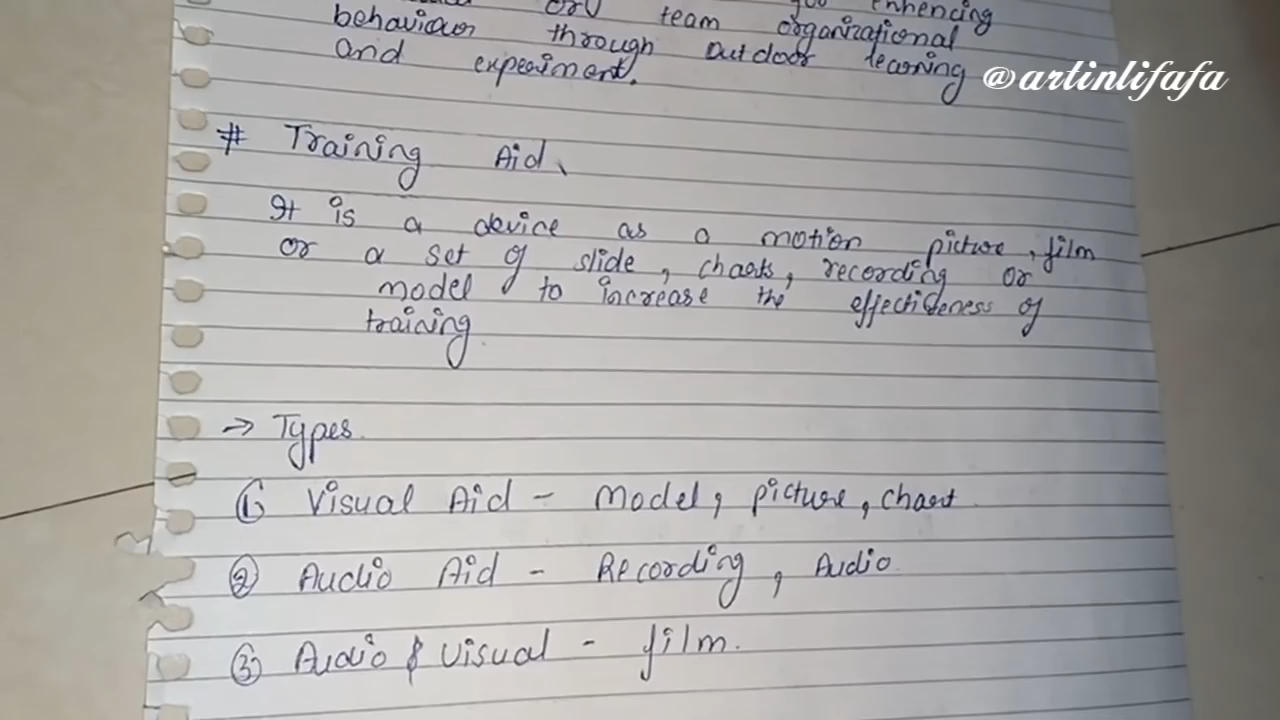 team you enhencing
behaviour through outdoor learning organizational
and experiment.
@artinlifafa
# Training Aid
It is a device as a motion picture, film
or a set of slide, charts, recording or
model to increase the effectiveness of
training
→ Types.
① Visual Aid - Model, picture, chart
② Audio Aid - Recording, Audio
③ Audio & Visual - film.